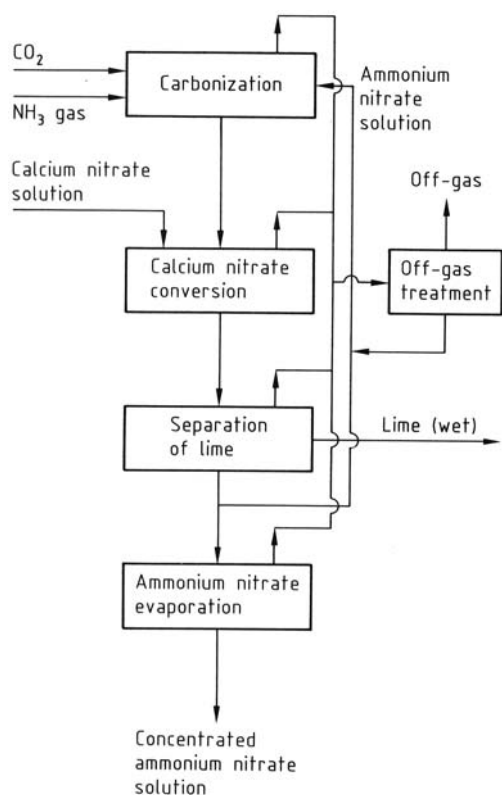 CO2
NH3 gas
Carbonization
Ammonium
nitrate
solution
Calcium nitrate
solution
Off-gas
Calcium nitrate
conversion
Off-gas
treatment
Separation
of lime
Lime (wet)
Ammonium nitrate
evaporation
Concentrated
ammonium nitrate
solution